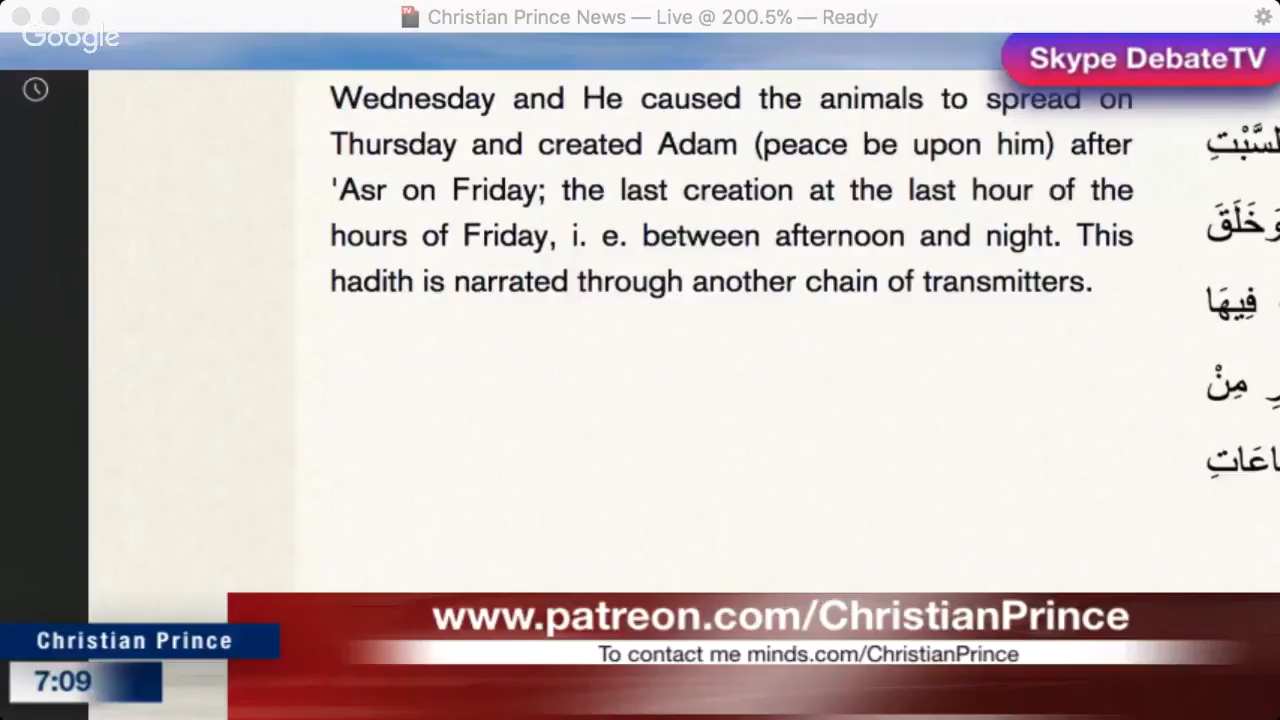 Christian Prince News — Live @ 200.5% — Ready
Google
Skype DebateTV
Wednesday and He caused the animals to spread on
Thursday and created Adam (peace be upon him) after
'Asr on Friday; the last creation at the last hour of the
hours of Friday, i. e. between afternoon and night. This
hadith is narrated through another chain of transmitters.
وَخَلَقَ
فِيهَا
مِنْ
www.patreon.com/ChristianPrince
To contact me minds.com/ChristianPrince
Christian Prince
7:09